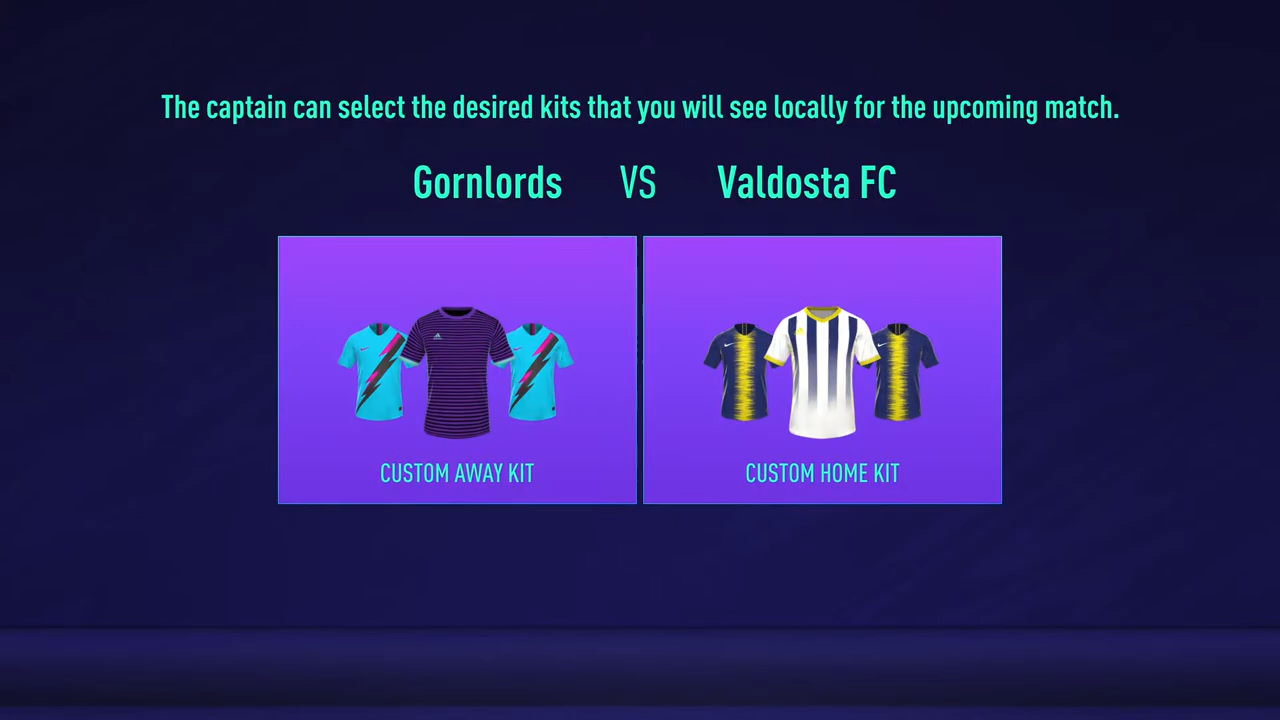 The captain can select the desired kits that you will see locally for the upcoming match.
Gornlords VS Valdosta FC
CUSTOM AWAY KIT
CUSTOM HOME KIT